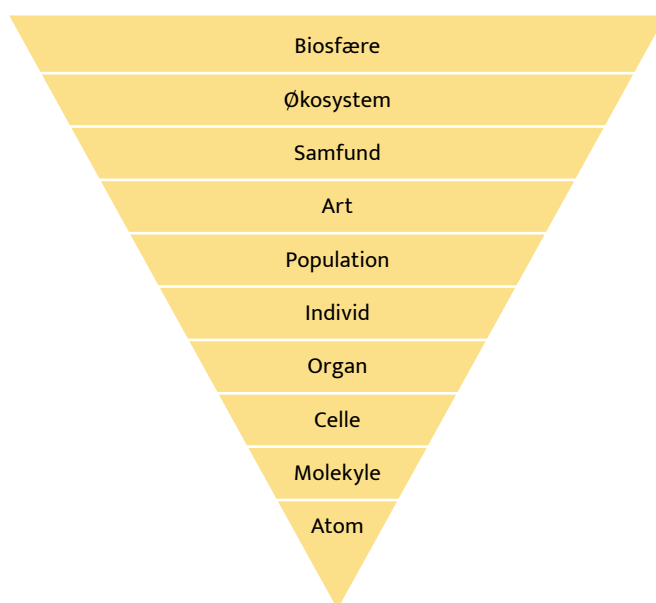 Biosfære
Økosystem
Samfund
Art
Population
Individ
Organ
Celle
Molekyle
Atom